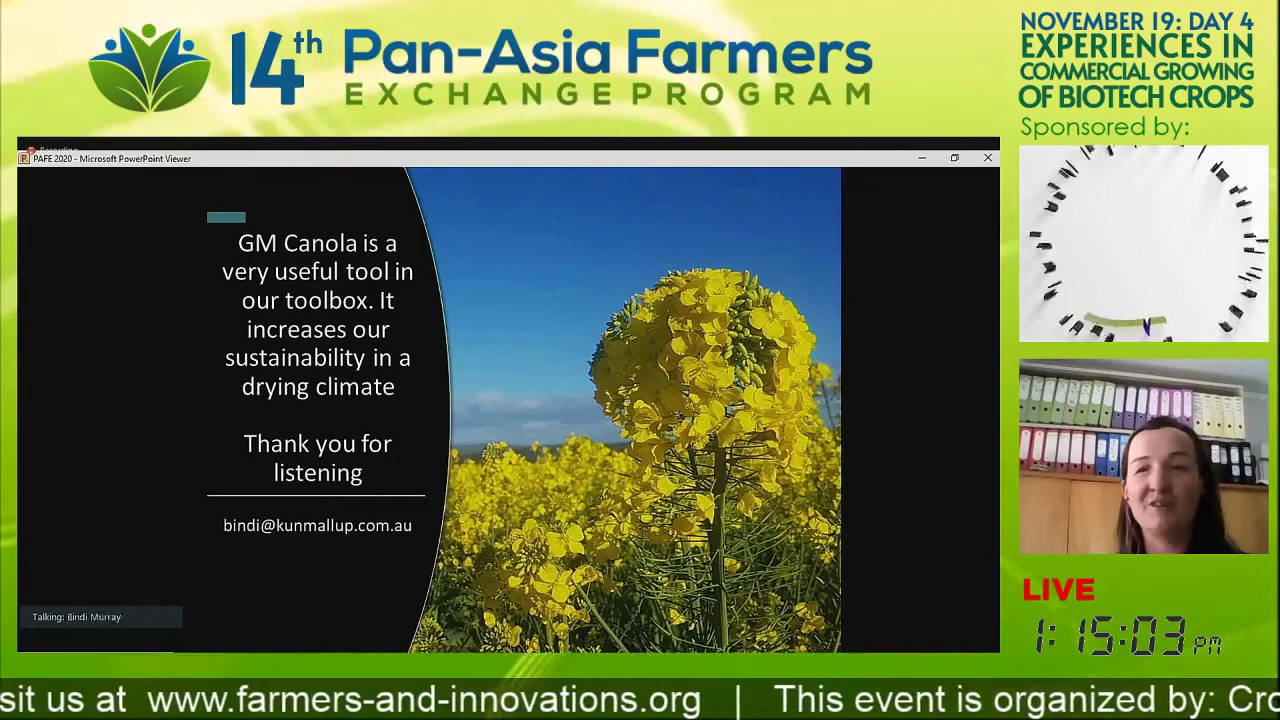 14th Pan-Asia Farmers
EXCHANGE PROGRAM
NOVEMBER 19: DAY 4
EXPERIENCES IN
COMMERCIAL GROWING
OF BIOTECH CROPS
Sponsored by:
Recording
PAFE 2020 - Microsoft PowerPoint Viewer
GM Canola is a
very useful tool in
our toolbox. It
increases our
sustainability in a
drying climate
Thank you for
listening
bindi@kunmallup.com.au
Talking: Bindi Murray
LIVE
1:15:03 PM
sit us at www.farmers-and-innovations.org | This event is organized by: Cro